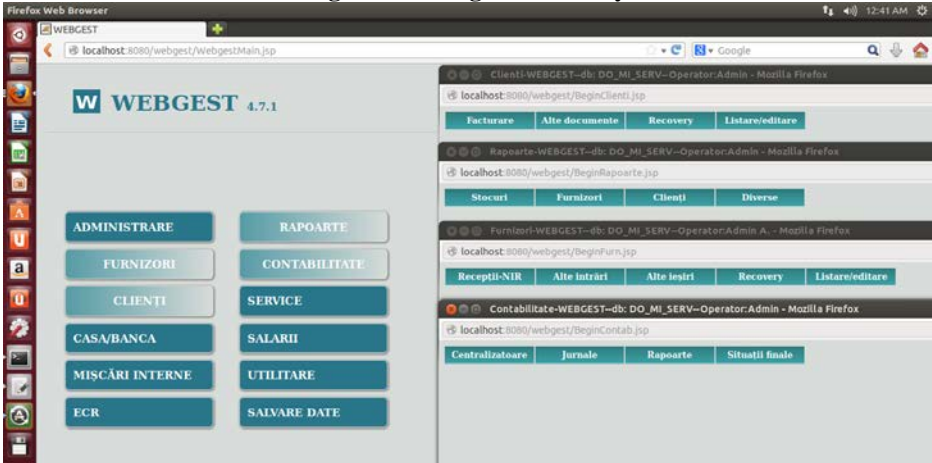 Firefox Web Browser
12:41 AM
WEBGEST
localhost:8080/webgest/WebgestMain.jsp
Google
W WEBGEST 4.7.1
ADMINISTRARE
RAPOARTE
FURNIZORI
CONTABILITATE
CLIENȚI
SERVICE
CASA/BANCA
SALARII
MIȘCĂRI INTERNE
UTILITARE
ECR
SALVARE DATE
Clienti-WEBGEST--db: DO_MI_SERV--Operator:Admin - Mozilla Firefox
localhost:8080/webgest/BeginClienti.jsp
Facturare Alte documente Recovery Listare/editare
Rapoarte-WEBGEST--db: DO_MI_SERV--Operator:Admin - Mozilla Firefox
localhost:8080/webgest/BeginRapoarte.jsp
Stocuri Furnizori Clienți Diverse
Furnizori-WEBGEST--db: DO_MI_SERV--Operator:Admin A. - Mozilla Firefox
localhost:8080/webgest/BeginFurn.jsp
Recepții-NIR Alte intrări Alte ieșiri Recovery Listare/editare
Contabilitate-WEBGEST--db: DO_MI_SERV--Operator:Admin - Mozilla Firefox
localhost:8080/webgest/BeginContab.jsp
Centralizatoare Jurnale Rapoarte Situații finale